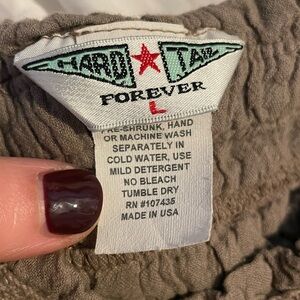 HARD TAIL
FOREVER
L
PRE-SHRUNK, HAND
OR MACHINE WASH
SEPARATELY IN
COLD WATER, USE
MILD DETERGENT
NO BLEACH
TUMBLE DRY
RN #107435
MADE IN USA